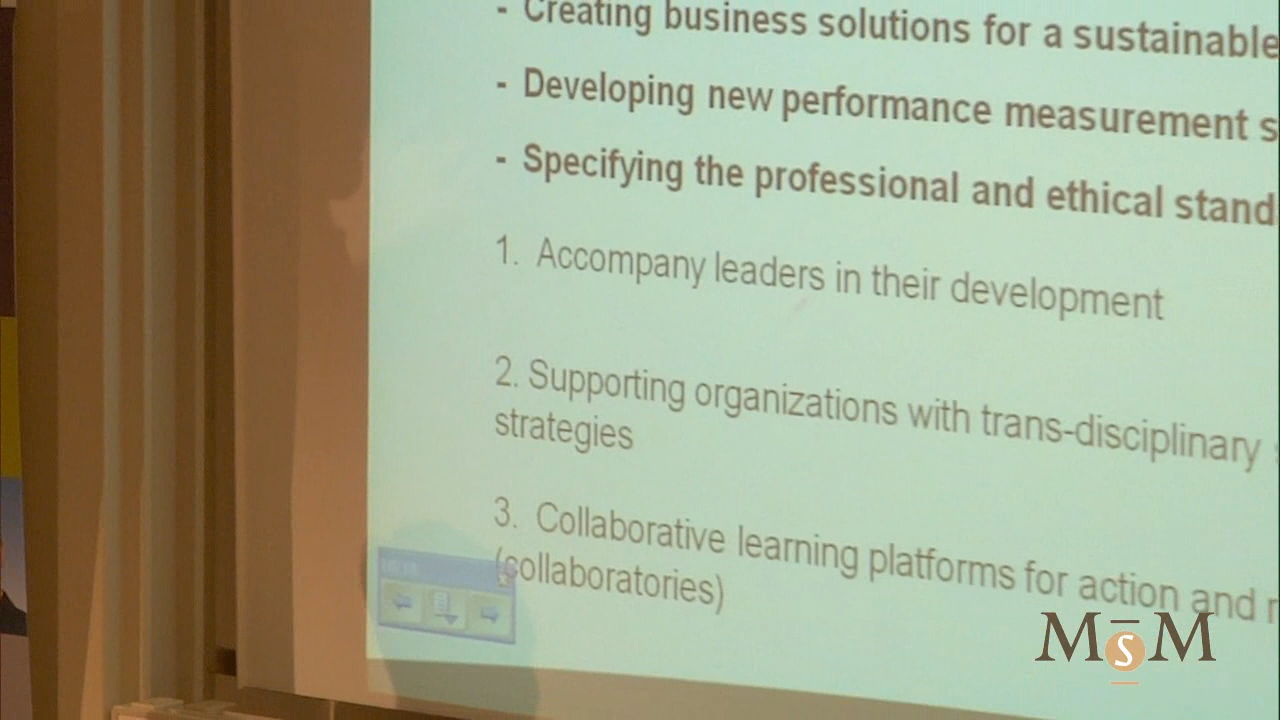 - Creating business solutions for a sustainable
- Developing new performance measurement s
- Specifying the professional and ethical stand
1. Accompany leaders in their development
2. Supporting organizations with trans-disciplinary
strategies
3. Collaborative learning platforms for action and
(collaboratories)
MSM